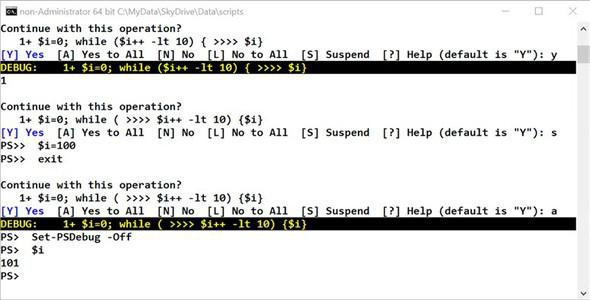 non-Administrator 64 bit C:\MyData\SkyDrive\Data\scripts
Continue with this operation?
   1+ $i=0; while ($i++ -lt 10) { >>>> $i}
[Y] Yes  [A] Yes to All  [N] No  [L] No to All  [S] Suspend  [?] Help (default is "Y"): y
DEBUG:    1+ $i=0; while ($i++ -lt 10) { >>>> $i}
1
Continue with this operation?
   1+ $i=0; while ( >>>> $i++ -lt 10) {$i}
[Y] Yes  [A] Yes to All  [N] No  [L] No to All  [S] Suspend  [?] Help (default is "Y"): s
PS>>  $i=100
PS>>  exit
Continue with this operation?
   1+ $i=0; while ( >>>> $i++ -lt 10) {$i}
[Y] Yes  [A] Yes to All  [N] No  [L] No to All  [S] Suspend  [?] Help (default is "Y"): a
DEBUG:    1+ $i=0; while ( >>>> $i++ -lt 10) {$i}
PS>  Set-PSDebug -Off
PS>  $i
101
PS>